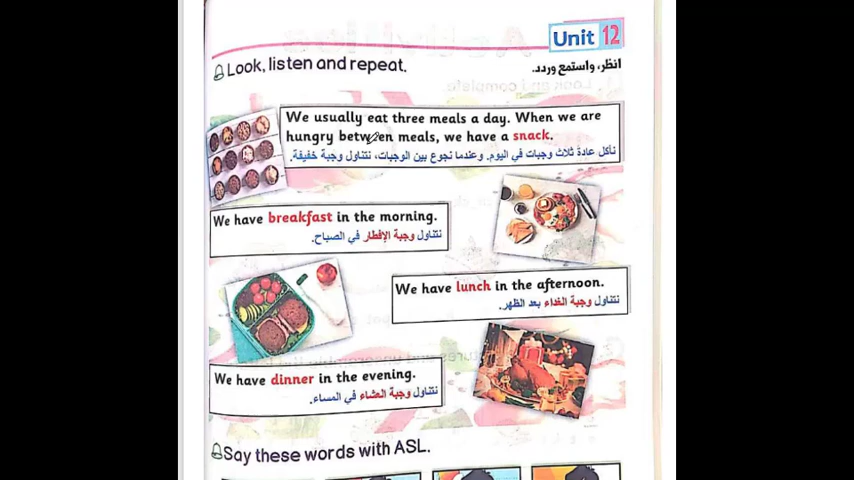 Unit 12
Look, listen and repeat.
انظر، واستمع وردد.
We usually eat three meals a day. When we are
hungry between meals, we have a snack.
نأكل عادة ثلاث وجبات في اليوم. وعندما نجوع بين الوجبات، نتناول وجبة خفيفة.
We have breakfast in the morning.
نتناول وجبة الإفطار في الصباح.
We have lunch in the afternoon.
نتناول وجبة الغداء بعد الظهر.
We have dinner in the evening.
نتناول وجبة العشاء في المساء.
Say these words with ASL.